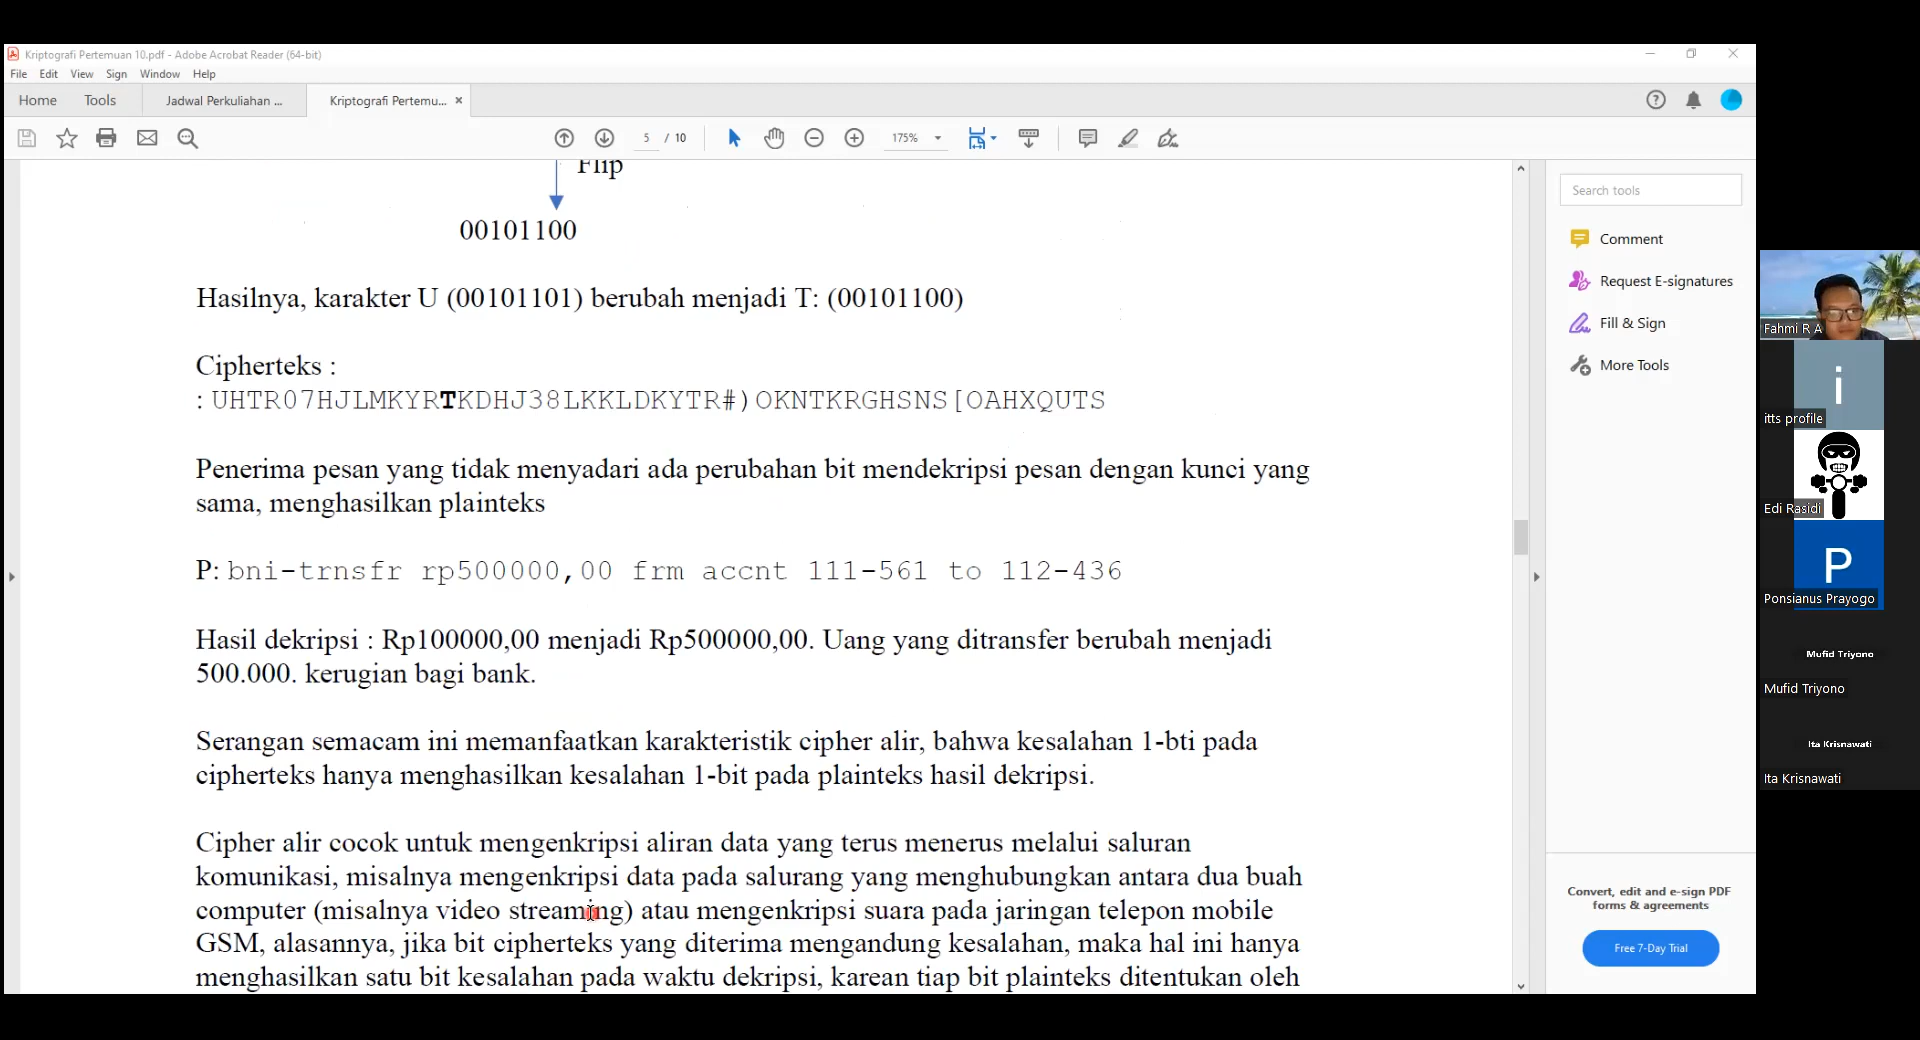 Kriptografi Pertemuan 10.pdf - Adobe Acrobat Reader (64-bit)
File Edit View Sign Window Help
Home Tools Jadwal Perkuliahan ... Kriptografi Pertemu... ×
5 / 10 175%
Flip
00101100
Hasilnya, karakter U (00101101) berubah menjadi T: (00101100)
Cipherteks :
: UHTR07HJLMKYRTKDHJ38LKKLDKYTR#)OKNTKRGHSNS[OAHXQUTS
Penerima pesan yang tidak menyadari ada perubahan bit mendekripsi pesan dengan kunci yang
sama, menghasilkan plainteks
P: bni-trnsfr rp500000,00 frm accnt 111-561 to 112-436
Hasil dekripsi : Rp100000,00 menjadi Rp500000,00. Uang yang ditransfer berubah menjadi
500.000. kerugian bagi bank.
Serangan semacam ini memanfaatkan karakteristik cipher alir, bahwa kesalahan 1-bti pada
cipherteks hanya menghasilkan kesalahan 1-bit pada plainteks hasil dekripsi.
Cipher alir cocok untuk mengenkripsi aliran data yang terus menerus melalui saluran
komunikasi, misalnya mengenkripsi data pada salurang yang menghubungkan antara dua buah
computer (misalnya video streaming) atau mengenkripsi suara pada jaringan telepon mobile
GSM, alasannya, jika bit cipherteks yang diterima mengandung kesalahan, maka hal ini hanya
menghasilkan satu bit kesalahan pada waktu dekripsi, karean tiap bit plainteks ditentukan oleh
Search tools
Comment
Request E-signatures
Fill & Sign
More Tools
Convert, edit and e-sign PDF
forms & agreements
Free 7-Day Trial
Fahmi R A
i
itts profile
Edi Rasidi
P
Ponsianus Prayogo
Mufid Triyono
Mufid Triyono
Ita Krisnawati
Ita Krisnawati